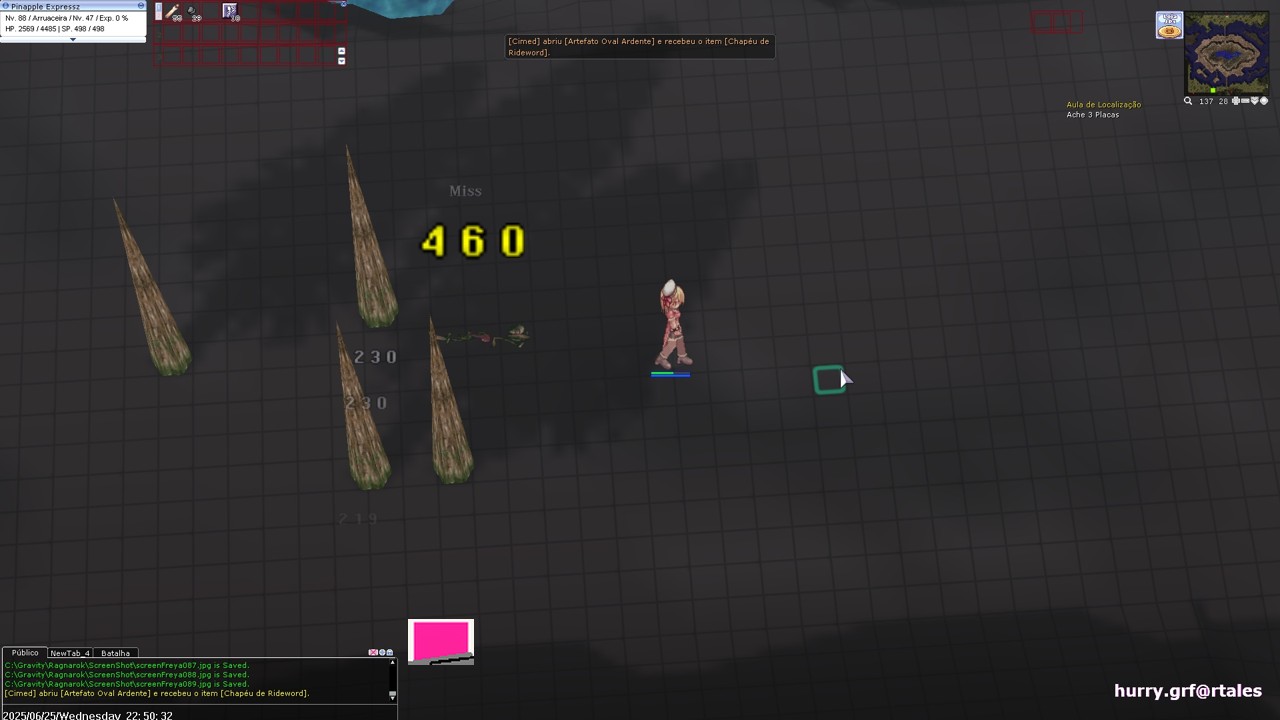 Pinapple Expressz
Nv. 88 / Arruaceira / Nv. 47 / Exp. 0 %
HP. 2569 / 4485 | SP. 498 / 498
55 29 10
[Cimed] abriu [Artefato Oval Ardente] e recebeu o item [Chapéu de
Rideword].
137 28
Aula de Localização
Ache 3 Placas
Miss
460
230
230
219
Público NewTab_4 Batalha
C:\Gravity\Ragnarok\ScreenShot\screenFreya087.jpg is Saved.
C:\Gravity\Ragnarok\ScreenShot\screenFreya088.jpg is Saved.
C:\Gravity\Ragnarok\ScreenShot\screenFreya089.jpg is Saved.
[Cimed] abriu [Artefato Oval Ardente] e recebeu o item [Chapéu de Rideword].
2025/06/25/Wednesday 22:50:32
hurry.grf@rtales